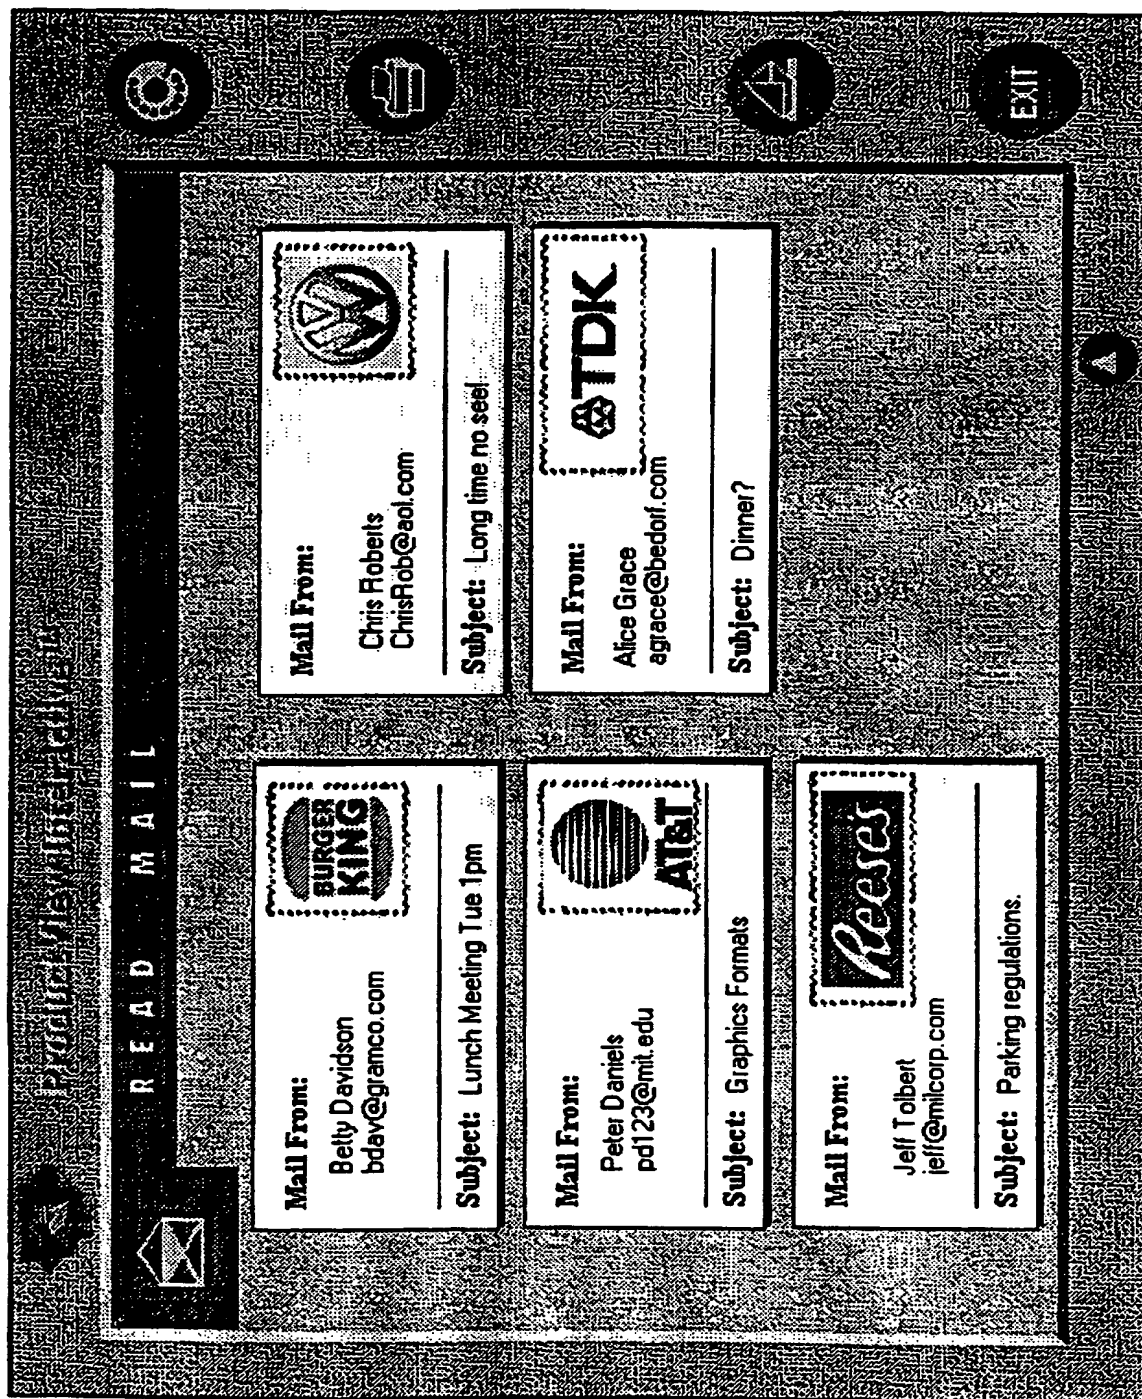 ProductView Interactive
READ MAIL
EXIT
Mail From:
Betty Davidson
bdav@gramco.com
BURGER
KING
Subject: Lunch Meeting Tue 1pm
Mail From:
Chris Roberts
ChrisRob@aol.com
Subject: Long time no see!
Mail From:
Peter Daniels
pd123@mit.edu
AT&T
Subject: Graphics Formats
Mail From:
Alice Grace
agrace@bedorf.com
TDK
Subject: Dinner?
Mail From:
Jeff Tolbert
jeff@milcorp.com
Reese's
Subject: Parking regulations.